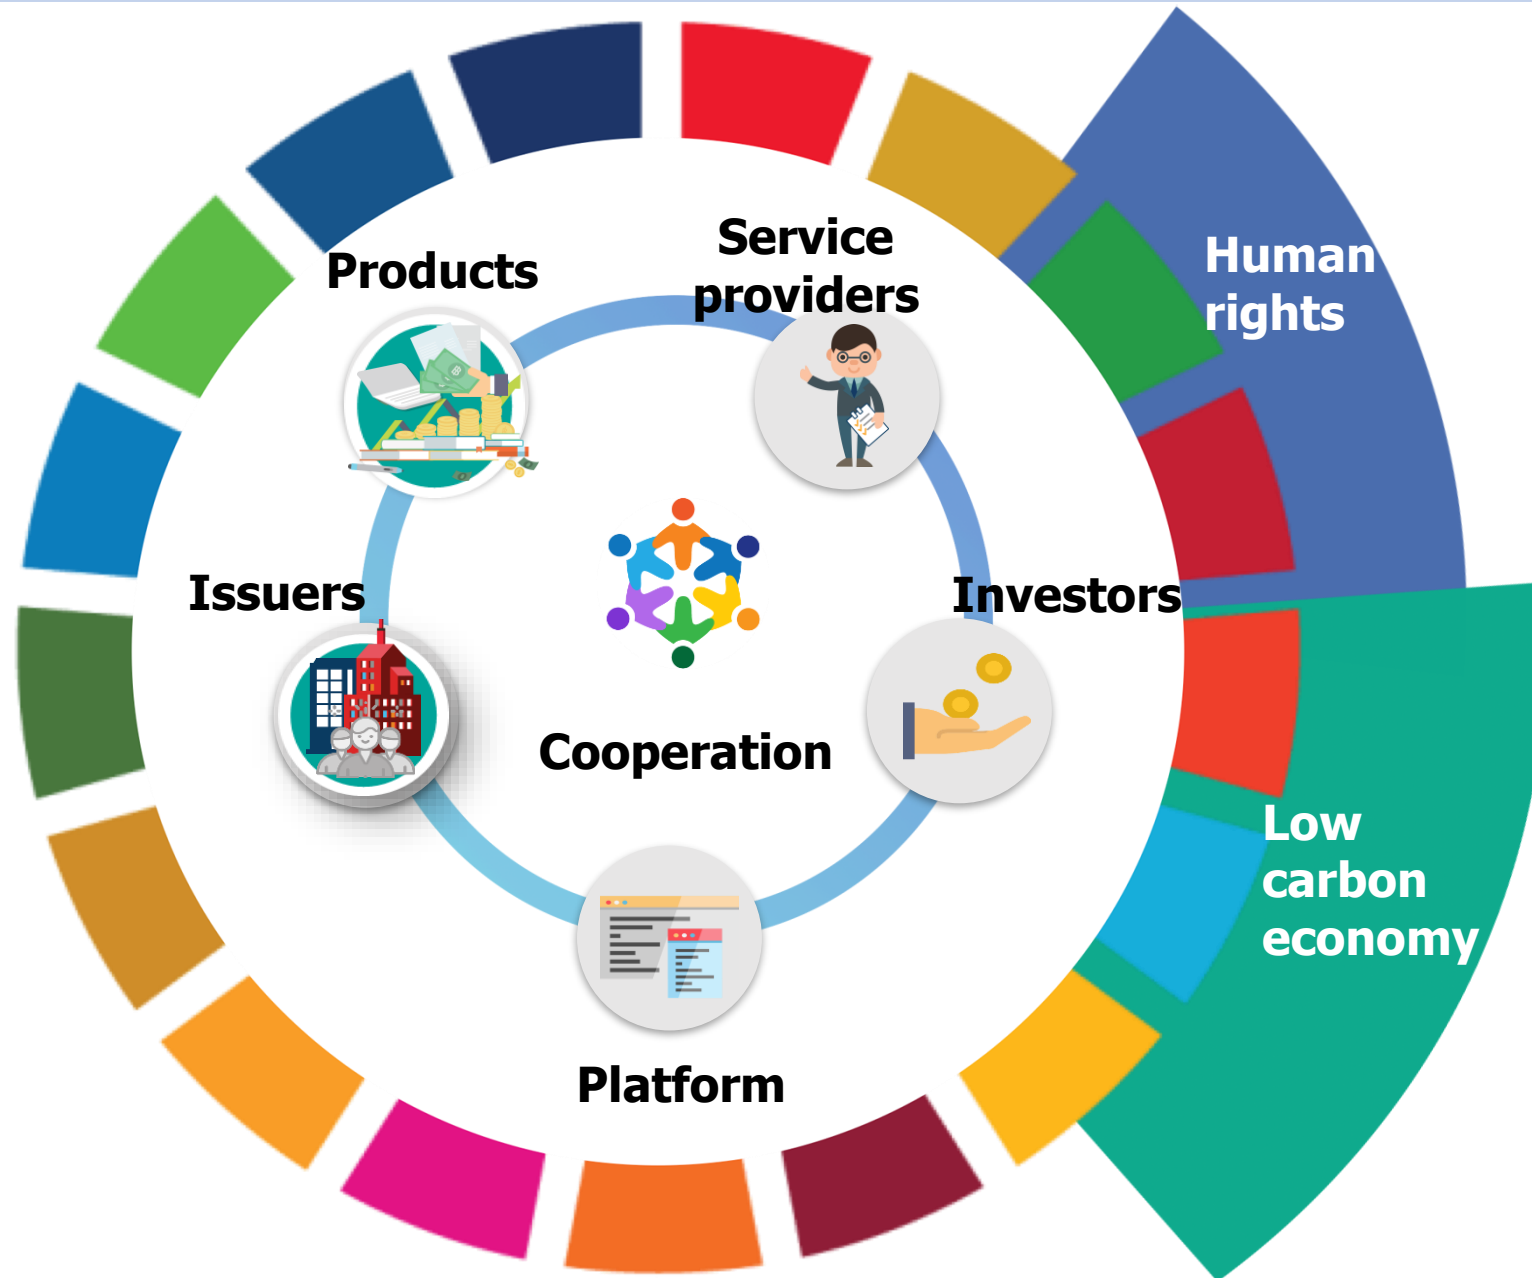 Service
providers
Products
Human
rights
Issuers
Investors
Cooperation
Low
carbon
economy
Platform